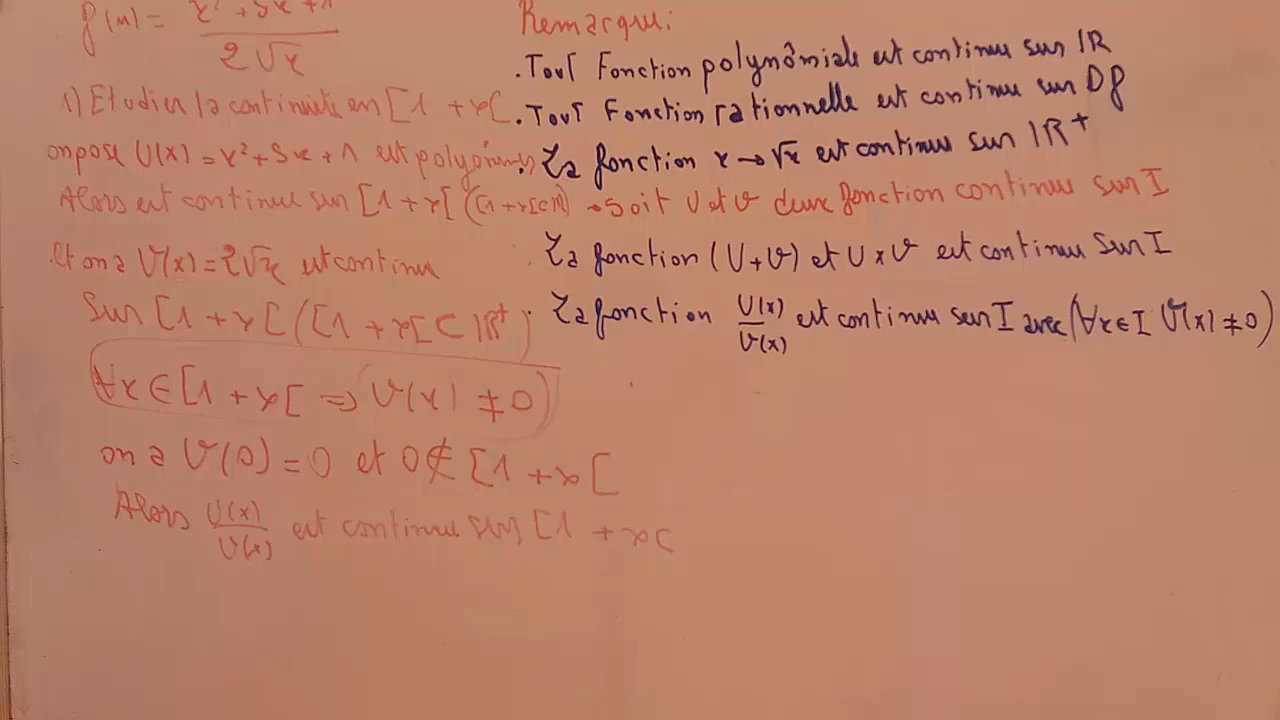 f(x) = x² + 3x + 1 / 2√x
1) Etudier la continuité en [1 +∞[
on pose U(x) = x² + 3x + 1 est polynômes
Alors est continue sur [1 +∞[ ([1 +∞[⊂IR)
Et on a V(x) = 2√x est continue
Sur [1 +∞[ ([1 +∞[ ⊂ IR⁺)
∀x∈[1 +∞[ => V(x) ≠ 0
on a V(0) = 0 et 0∉[1 +∞[
Alors U(x)/V(x) est continue sur [1 +∞[
Remarque:
. Tout Fonction polynômiale est continue sur IR
. Tout Fonction rationnelle est continue sur Df
. La fonction x→√x est continue sur IR⁺
→ Soit U et V deux fonction continue sur I
. La fonction (U+V) et U×V est continue Sur I
. La fonction U(x)/V(x) est continue sur I avec (∀x∈I V(x) ≠ 0)